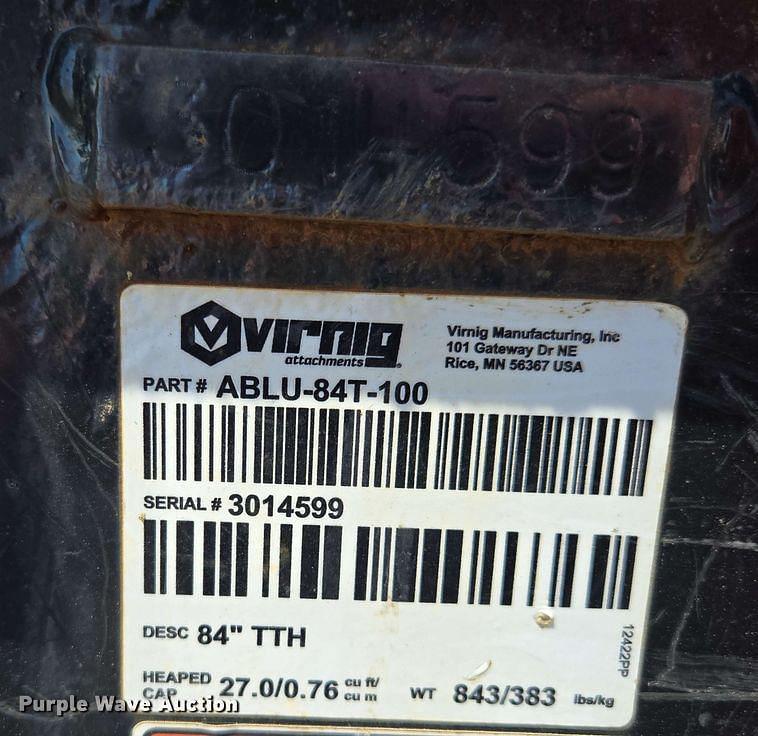 3014599
VIRNIG
attachments
Virnig Manufacturing, Inc
101 Gateway Dr NE
Rice, MN 56367 USA
PART # ABLU-84T-100
SERIAL # 3014599
DESC 84" TTH
12422PP
HEAPED CAP 27.0/0.76 cu ft/ cu m WT 843/383 lbs/kg
Purple Wave Auction